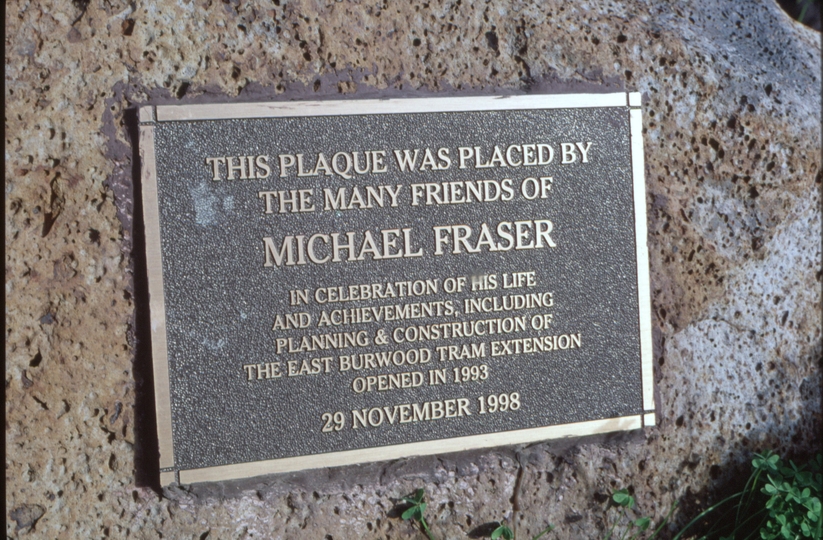 THIS PLAQUE WAS PLACED BY
THE MANY FRIENDS OF
MICHAEL FRASER
IN CELEBRATION OF HIS LIFE
AND ACHIEVEMENTS, INCLUDING
PLANNING & CONSTRUCTION OF
THE EAST BURWOOD TRAM EXTENSION
OPENED IN 1993
29 NOVEMBER 1998